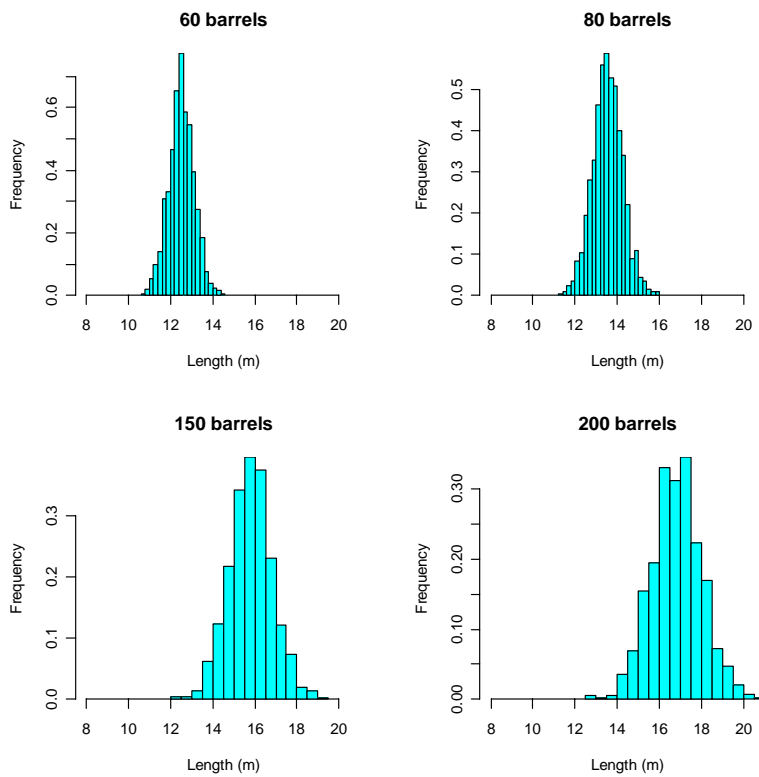 60 barrels
Frequency
0.0 0.2 0.4 0.6
8 10 12 14 16 18 20
Length (m)
80 barrels
Frequency
0.0 0.1 0.2 0.3 0.4 0.5
8 10 12 14 16 18 20
Length (m)
150 barrels
Frequency
0.0 0.1 0.2 0.3
8 10 12 14 16 18 20
Length (m)
200 barrels
Frequency
0.00 0.10 0.20 0.30
8 10 12 14 16 18 20
Length (m)